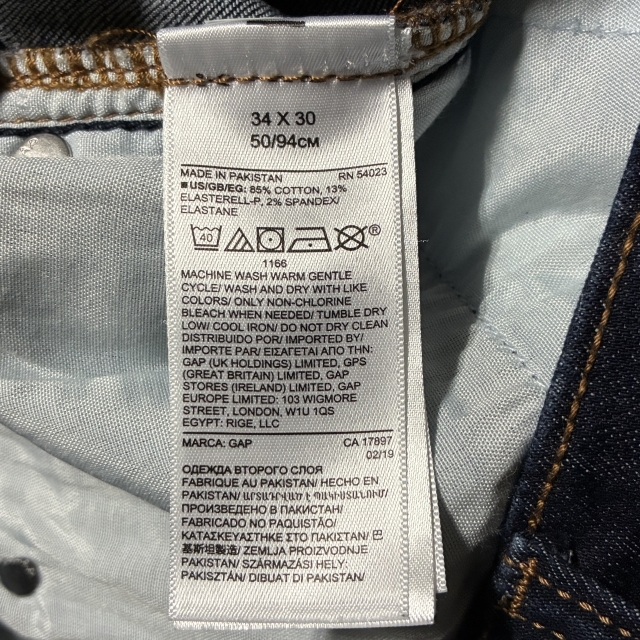 34 X 30
50/94CM
MADE IN PAKISTAN RN 54023
■US/GB/EG: 85% COTTON, 13%
ELASTERELL-P, 2% SPANDEX/
ELASTANE
40 ®
1166
MACHINE WASH WARM GENTLE
CYCLE/ WASH AND DRY WITH LIKE
COLORS/ ONLY NON-CHLORINE
BLEACH WHEN NEEDED/ TUMBLE DRY
LOW/ COOL IRON/ DO NOT DRY CLEAN
DISTRIBUIDO POR/ IMPORTED BY/
IMPORTE PAR/ ΕΙΣΑΓΕΤΑΙ ΑΠΟ ΤΗΝ:
GAP (UK HOLDINGS) LIMITED, GPS
(GREAT BRITAIN) LIMITED, GAP
STORES (IRELAND) LIMITED, GAP
EUROPE LIMITED: 103 WIGMORE
STREET, LONDON, W1U 1QS
EGYPT: RIGE, LLC
MARCA: GAP CA 17897
02/19
ОДЕЖДА ВТОРОГО СЛОЯ
FABRIQUE AU PAKISTAN/ HECHO EN
PAKISTAN/ ԱՐՏԱԴՐՎԱԾ Է ՊԱԿԻՍՏԱՆՈՒՄ/
ПРОИЗВЕДЕНО В ПАКИСТАН/
FABRICADO NO PAQUISTÃO/
ΚΑΤΑΣΚΕΥΑΣΤΗΚΕ ΣΤΟ ΠΑΚΙΣΤΑΝ/ 巴
基斯坦製造/ ZEMLJA PROIZVODNJE
PAKISTAN/ SZÁRMAZÁSI HELY:
PAKISZTÁN/ DIBUAT DI PAKISTAN/